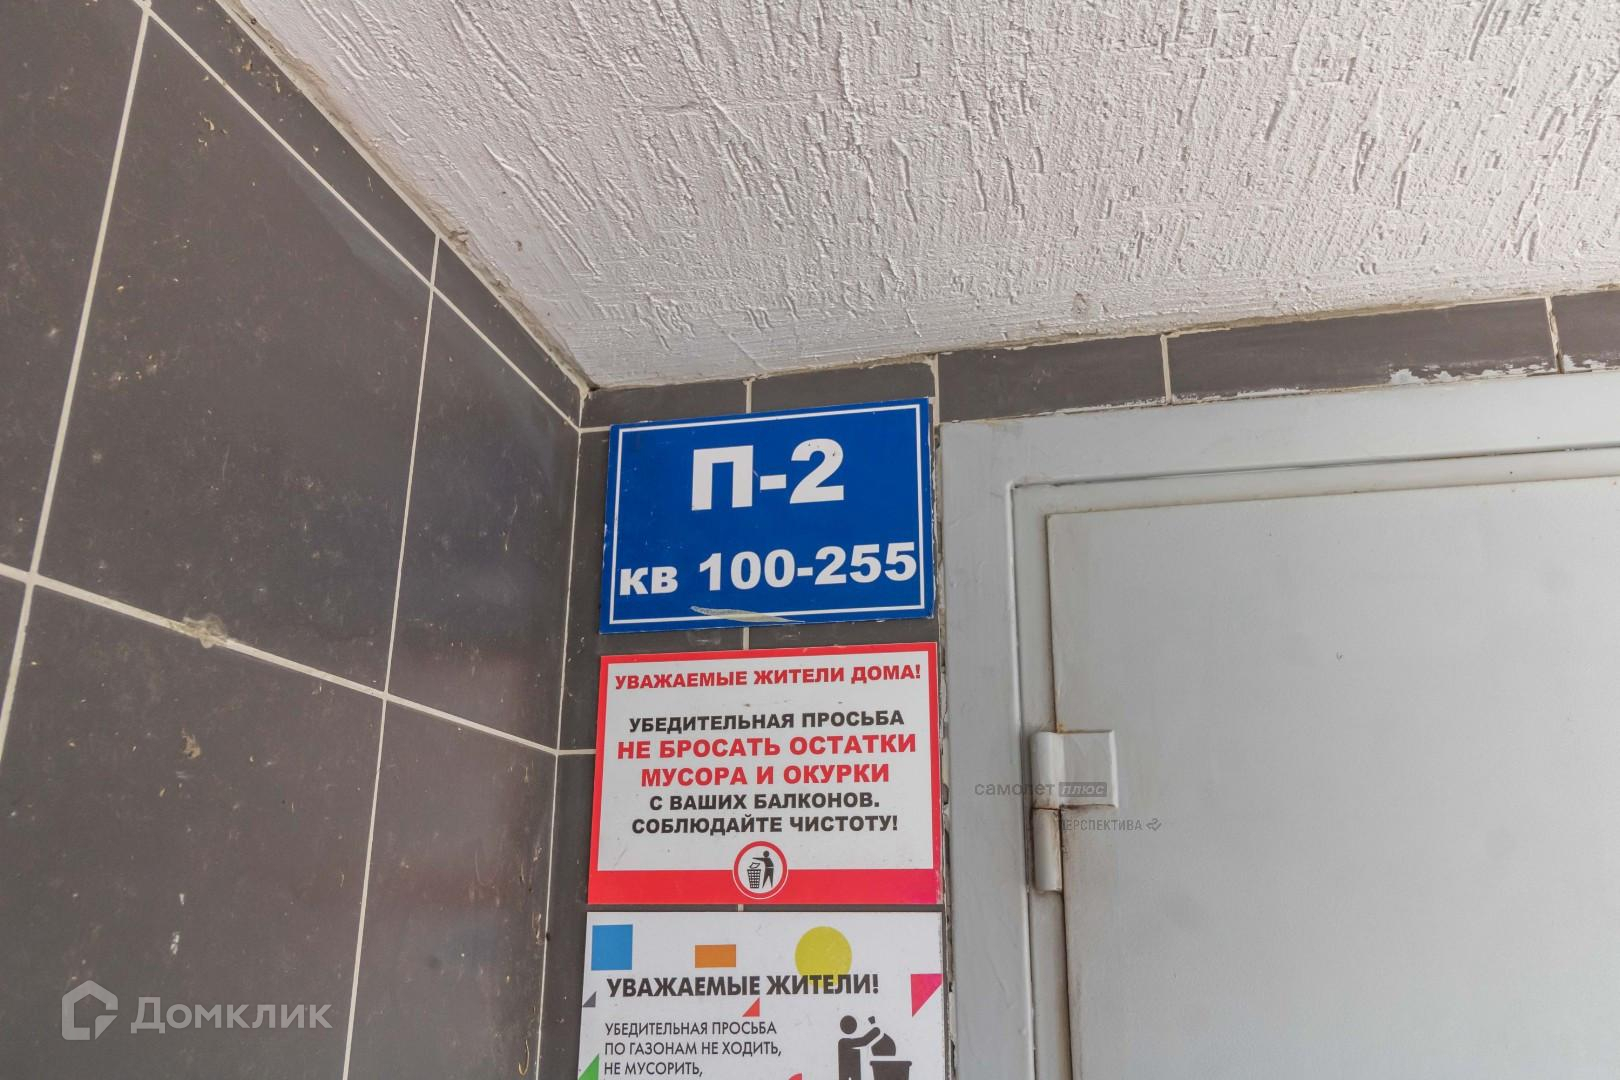 П-2
кв 100-255
УВАЖАЕМЫЕ ЖИТЕЛИ ДОМА!
УБЕДИТЕЛЬНАЯ ПРОСЬБА
НЕ БРОСАТЬ ОСТАТКИ
МУСОРА И ОКУРКИ
С ВАШИХ БАЛКОНОВ.
СОБЛЮДАЙТЕ ЧИСТОТУ!
самолет плюс
ПЕРСПЕКТИВА
УВАЖАЕМЫЕ ЖИТЕЛИ!
УБЕДИТЕЛЬНАЯ ПРОСЬБА
ПО ГАЗОНАМ НЕ ХОДИТЬ,
НЕ МУСОРИТЬ,
Домклик